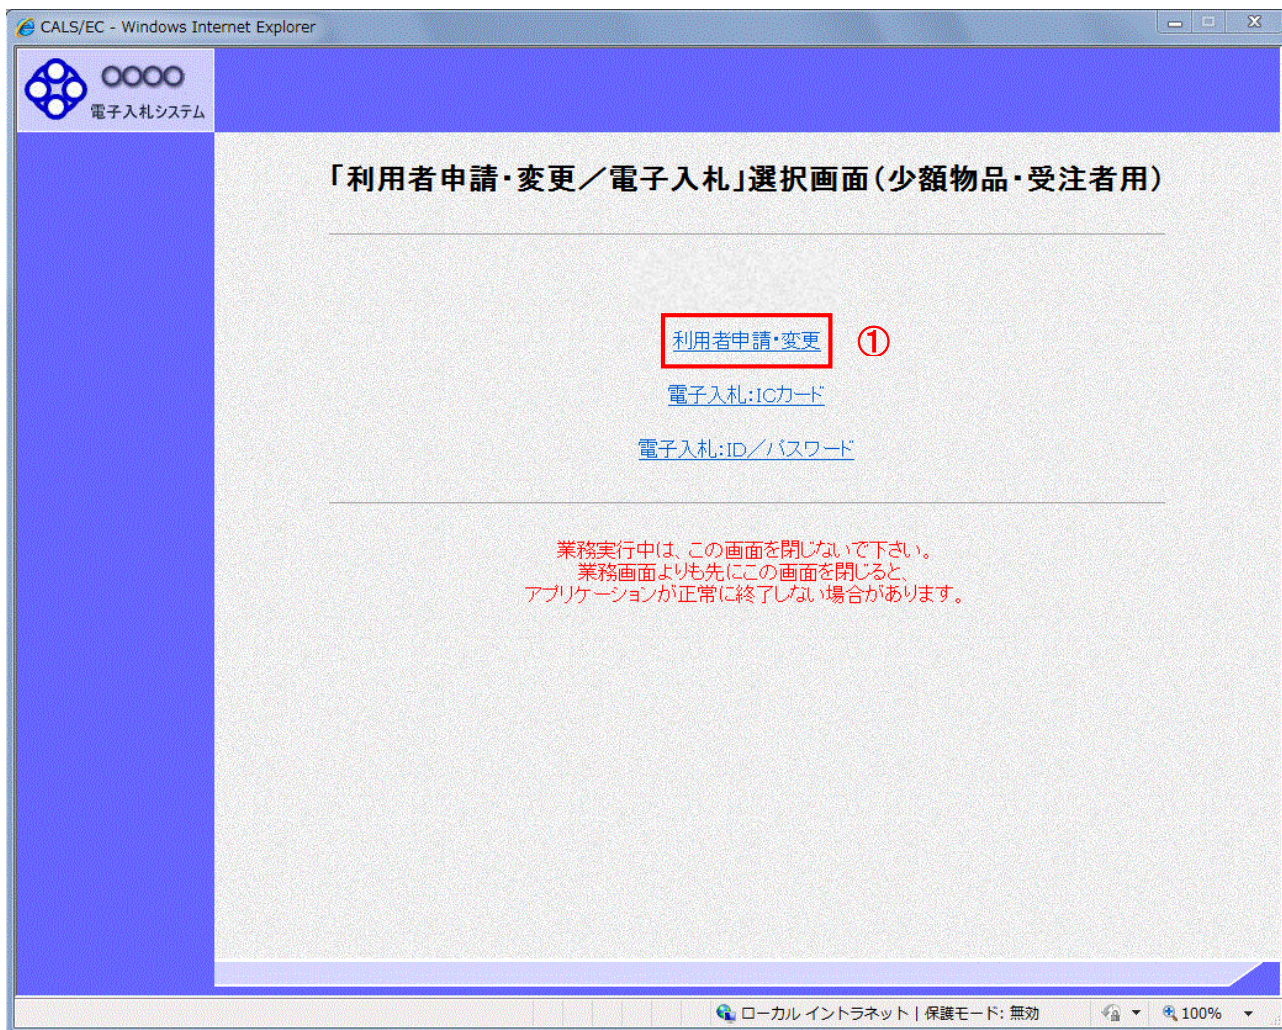 CALS/EC - Windows Internet Explorer
○○○○
電子入札システム
「利用者申請・変更／電子入札」選択画面(少額物品・受注者用)
利用者申請・変更 ①
電子入札:ICカード
電子入札:ID／パスワード
業務実行中は、この画面を閉じないで下さい。
業務画面よりも先にこの画面を閉じると、
アプリケーションが正常に終了しない場合があります。
ローカル イントラネット | 保護モード: 無効 100%